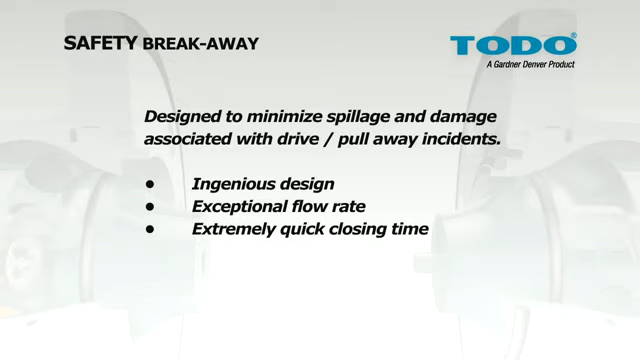 SAFETY BREAK-AWAY
TODO®
A Gardner Denver Product
Designed to minimize spillage and damage
associated with drive / pull away incidents.
• Ingenious design
• Exceptional flow rate
• Extremely quick closing time